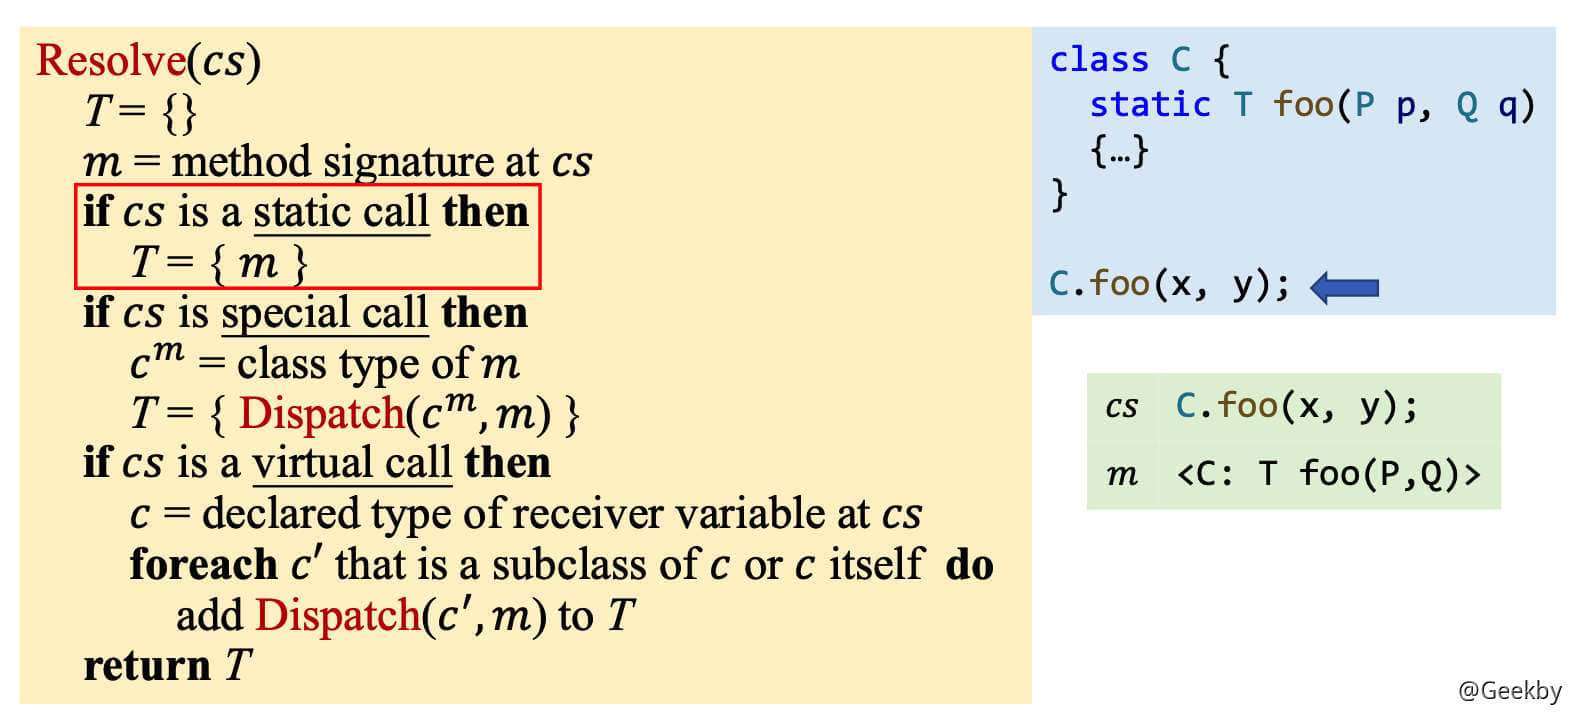 Resolve(cs)
T = {}
m = method signature at cs
if cs is a static call then
T = { m }
if cs is special call then
cᵐ = class type of m
T = { Dispatch(cᵐ, m) }
if cs is a virtual call then
c = declared type of receiver variable at cs
foreach c′ that is a subclass of c or c itself do
add Dispatch(c′, m) to T
return T
class C {
static T foo(P p, Q q)
{…}
}
C.foo(x, y);
cs C.foo(x, y);
m <C: T foo(P,Q)>
@Geekby